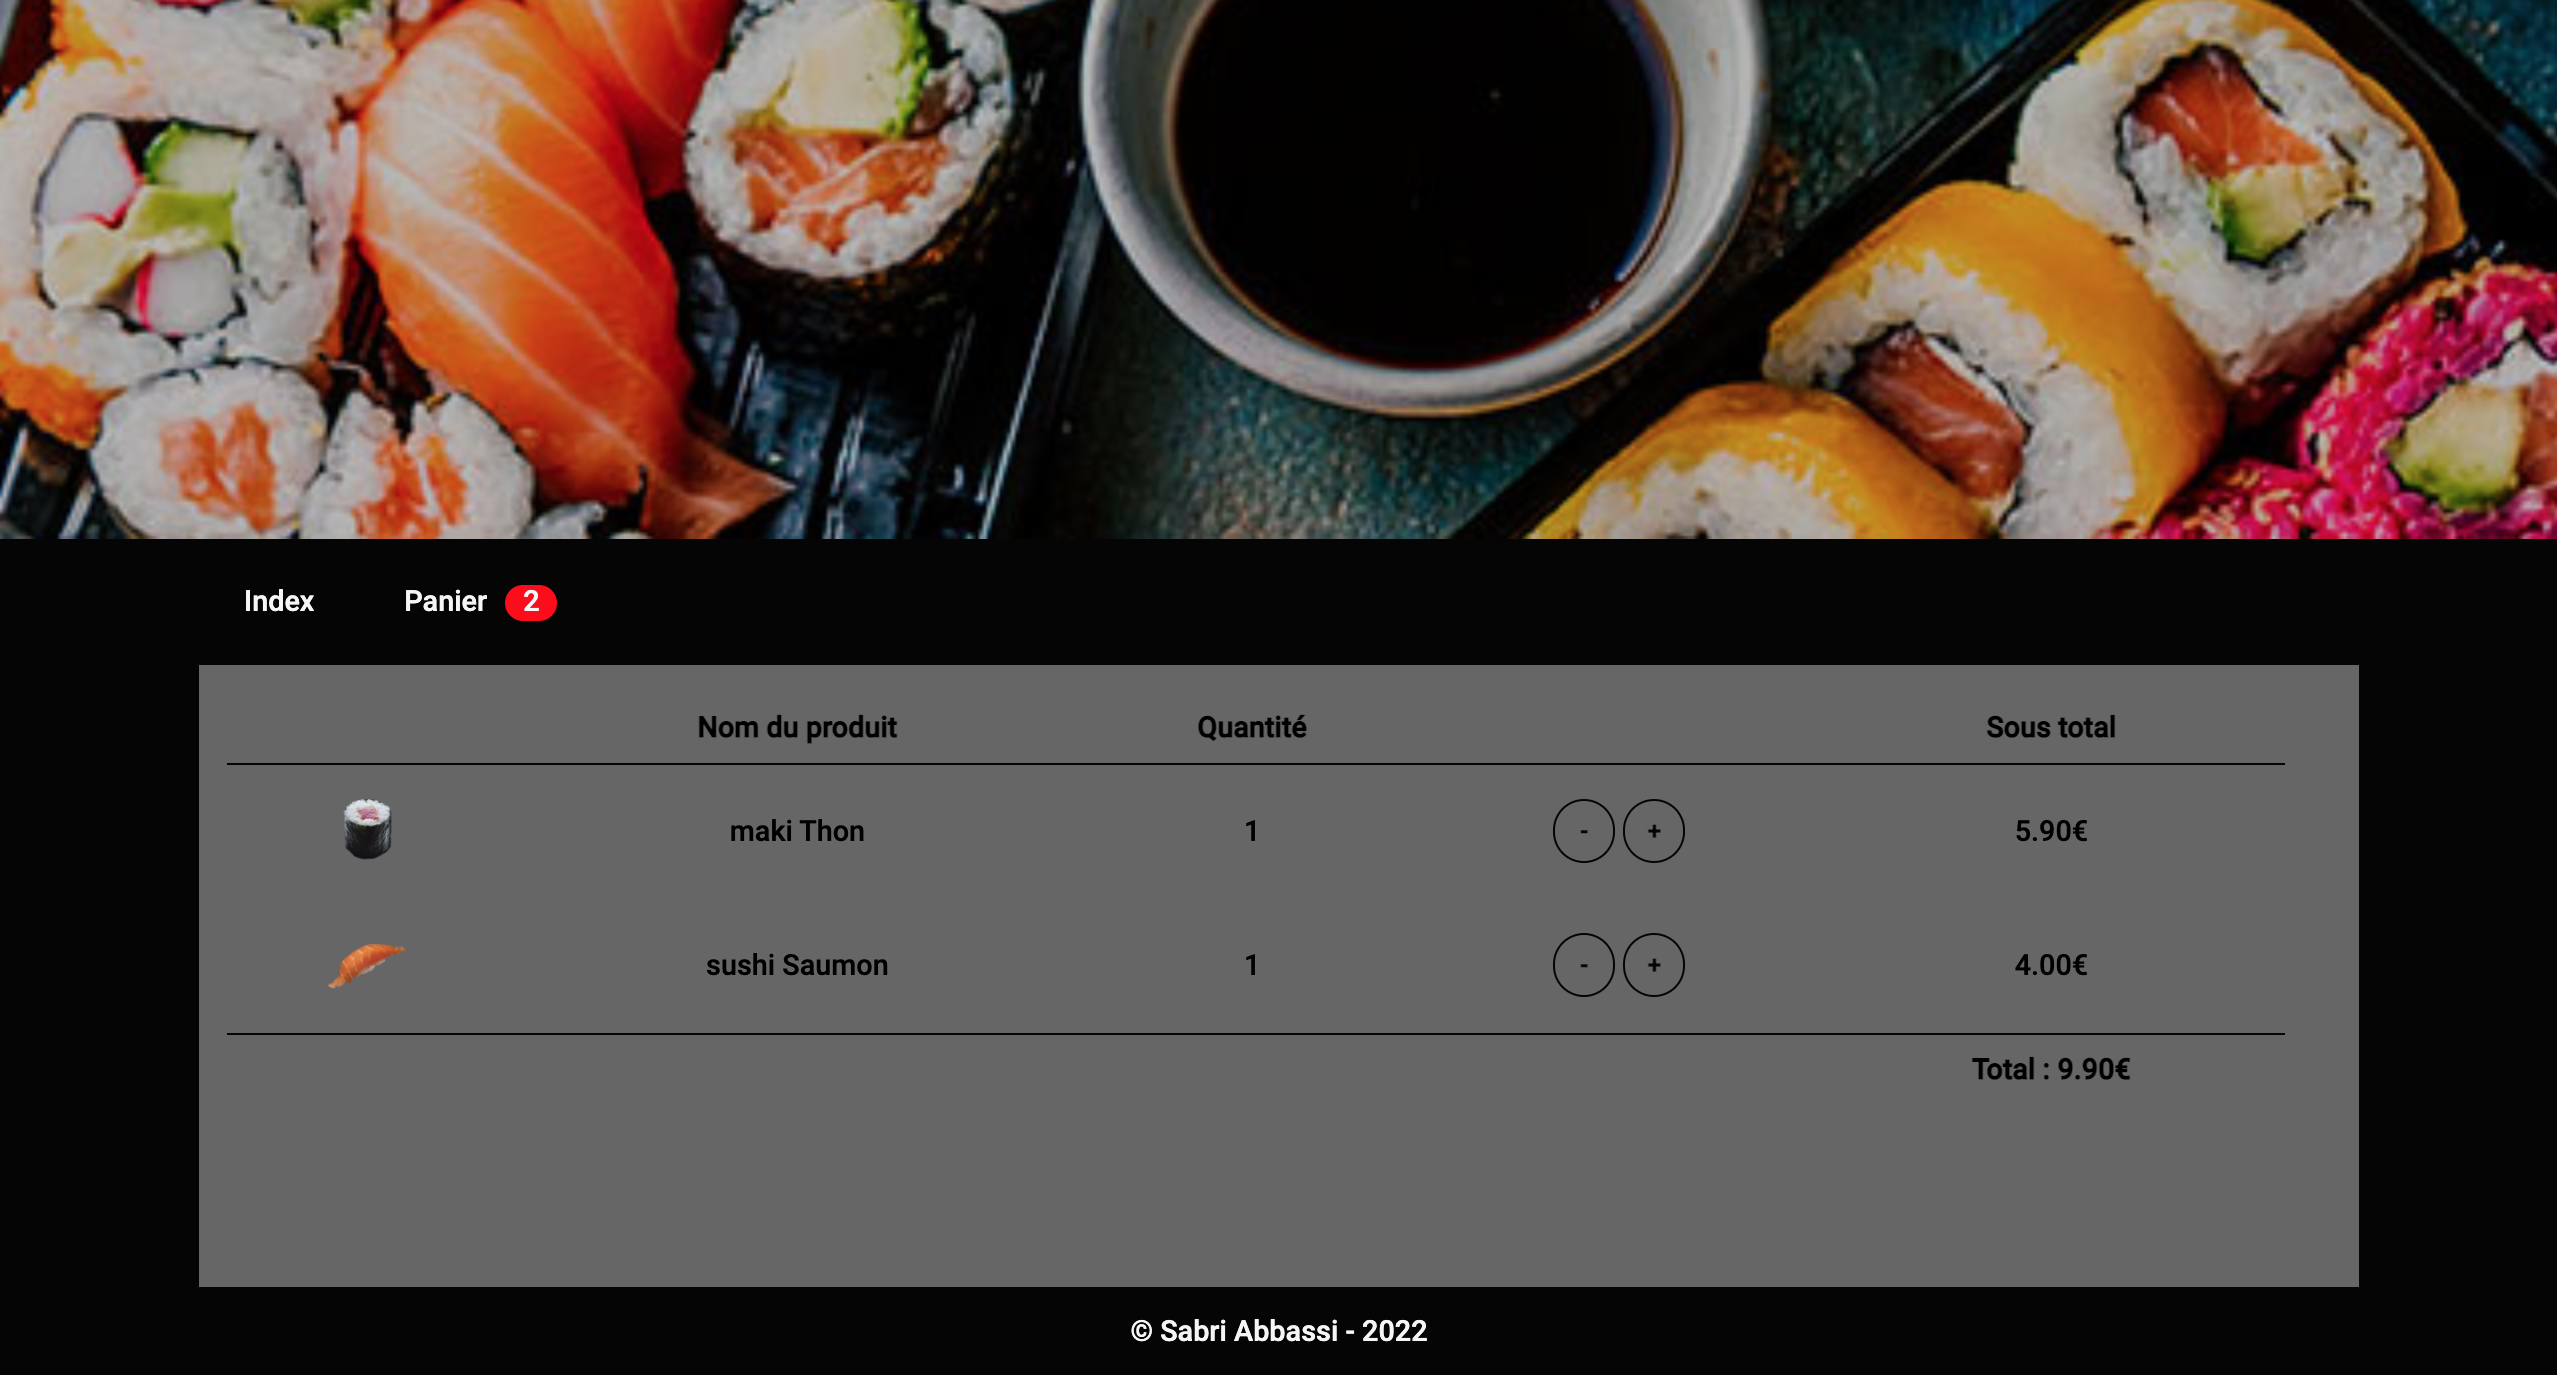 Index Panier 2
Nom du produit Quantité Sous total
maki Thon 1 - + 5.90€
sushi Saumon 1 - + 4.00€
Total : 9.90€
© Sabri Abbassi - 2022